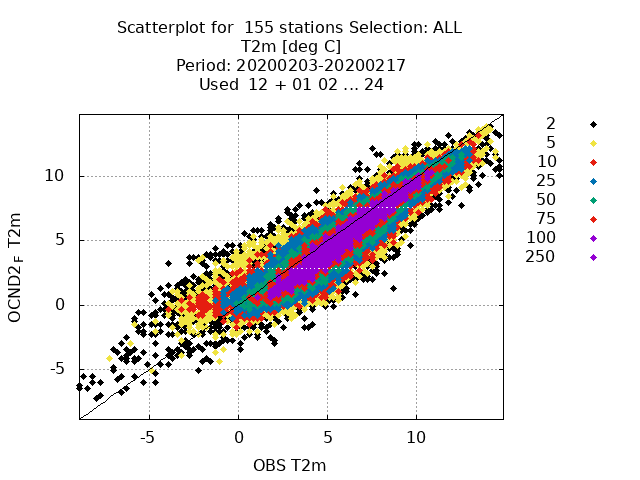 Scatterplot for 155 stations Selection: ALL
T2m [deg C]
Period: 20200203-20200217
Used 12 + 01 02 ... 24
2
5
10
25
50
75
100
250
10
5
0
-5
OCND2F T2m
-5 0 5 10
OBS T2m